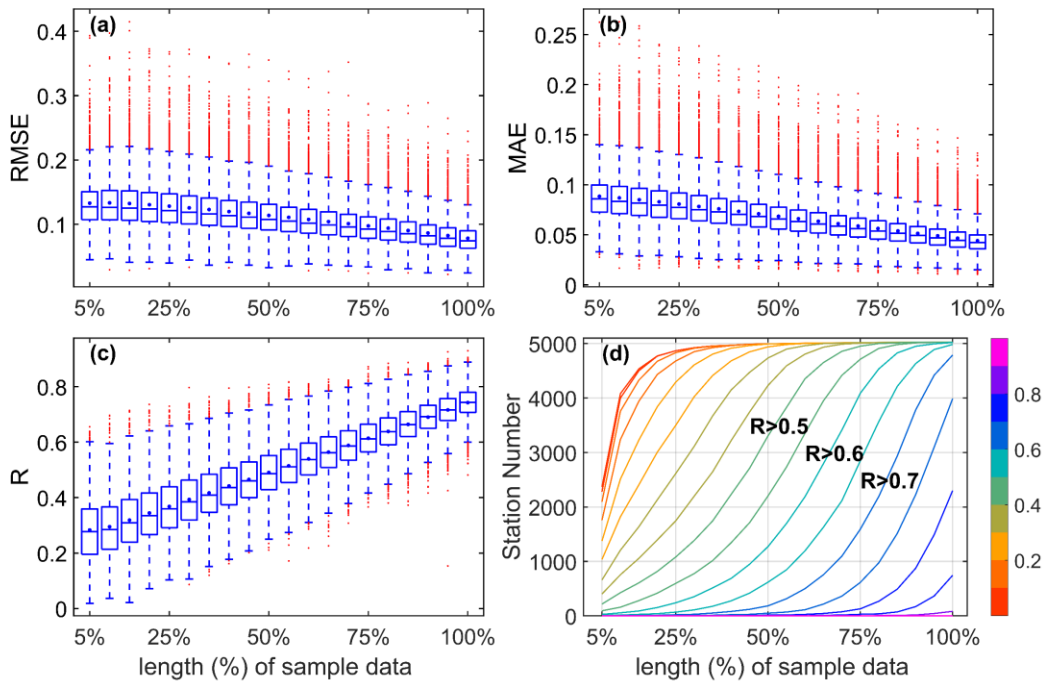 (a)
RMSE
0.4
0.3
0.2
0.1
5% 25% 50% 75% 100%
(b)
MAE
0.25
0.2
0.15
0.1
0.05
0
5% 25% 50% 75% 100%
(c)
R
0.8
0.6
0.4
0.2
0
5% 25% 50% 75% 100%
length (%) of sample data
(d)
Station Number
5000
4000
3000
2000
1000
0
R>0.5
R>0.6
R>0.7
5% 25% 50% 75% 100%
length (%) of sample data
0.8
0.6
0.4
0.2